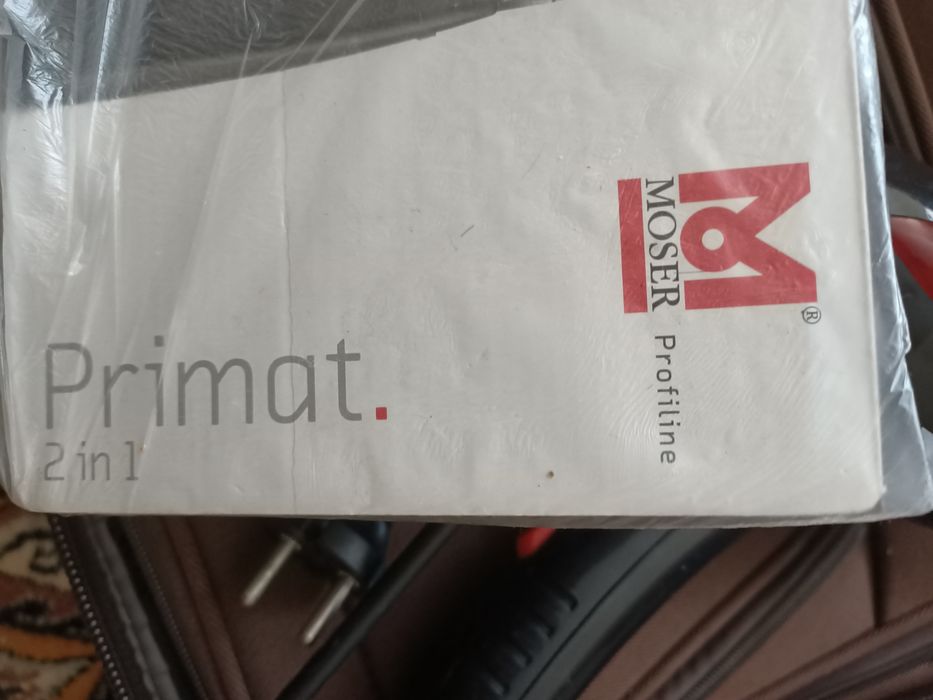 MOSER
®
Profiline
Primat.
2 in 1